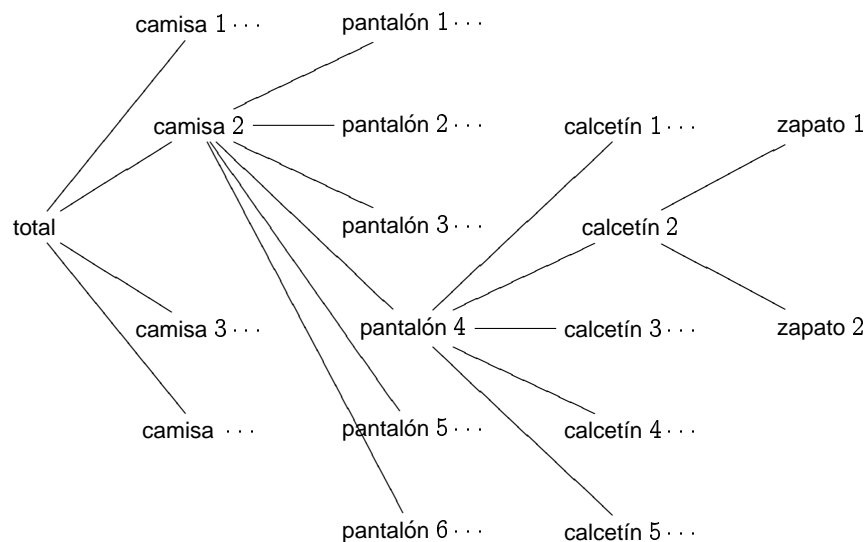 camisa 1 ··· pantalón 1 ···
camisa 2 pantalón 2 ··· calcetín 1 ··· zapato 1
total pantalón 3 ··· calcetín 2
camisa 3 ··· pantalón 4 calcetín 3 ··· zapato 2
camisa ··· pantalón 5 ··· calcetín 4 ···
pantalón 6 ··· calcetín 5 ···